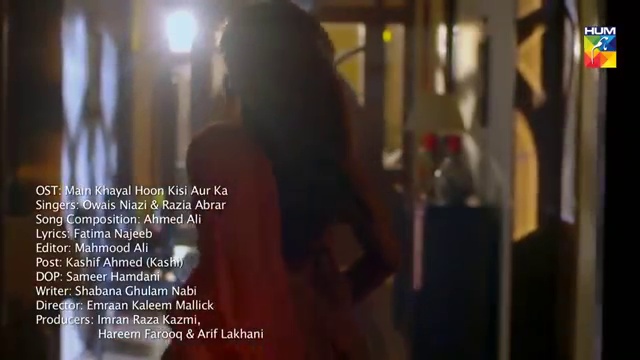 HUM
OST: Main Khayal Hoon Kisi Aur Ka
Singers: Owais Niazi & Razia Abrar
Song Composition: Ahmed Ali
Lyrics: Fatima Najeeb
Editor: Mahmood Ali
Post: Kashif Ahmed (Kashi)
DOP: Sameer Hamdani
Writer: Shabana Ghulam Nabi
Director: Emraan Kaleem Mallick
Producers: Imran Raza Kazmi,
Hareem Farooq & Arif Lakhani